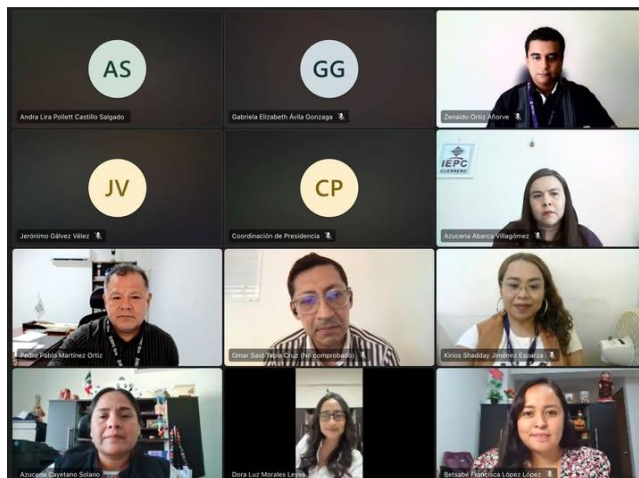 AS
Andra Lira Pollett Castillo Salgado
GG
Gabriela Elizabeth Ávila Gonzaga
Zenaido Ortiz Añorve
JV
Jerónimo Gálvez Vélez
CP
Coordinación de Presidencia
IEPC
GUERRERO
Azucena Abarca Villagómez
Pedro Pablo Martínez Ortiz
Omar Said Tapia Cruz (No comprobado)
Kirios Shadday Jiménez Esparza
Azucena Cayetano Solano
Dora Luz Morales Leyva
Betsabé Francisca López López